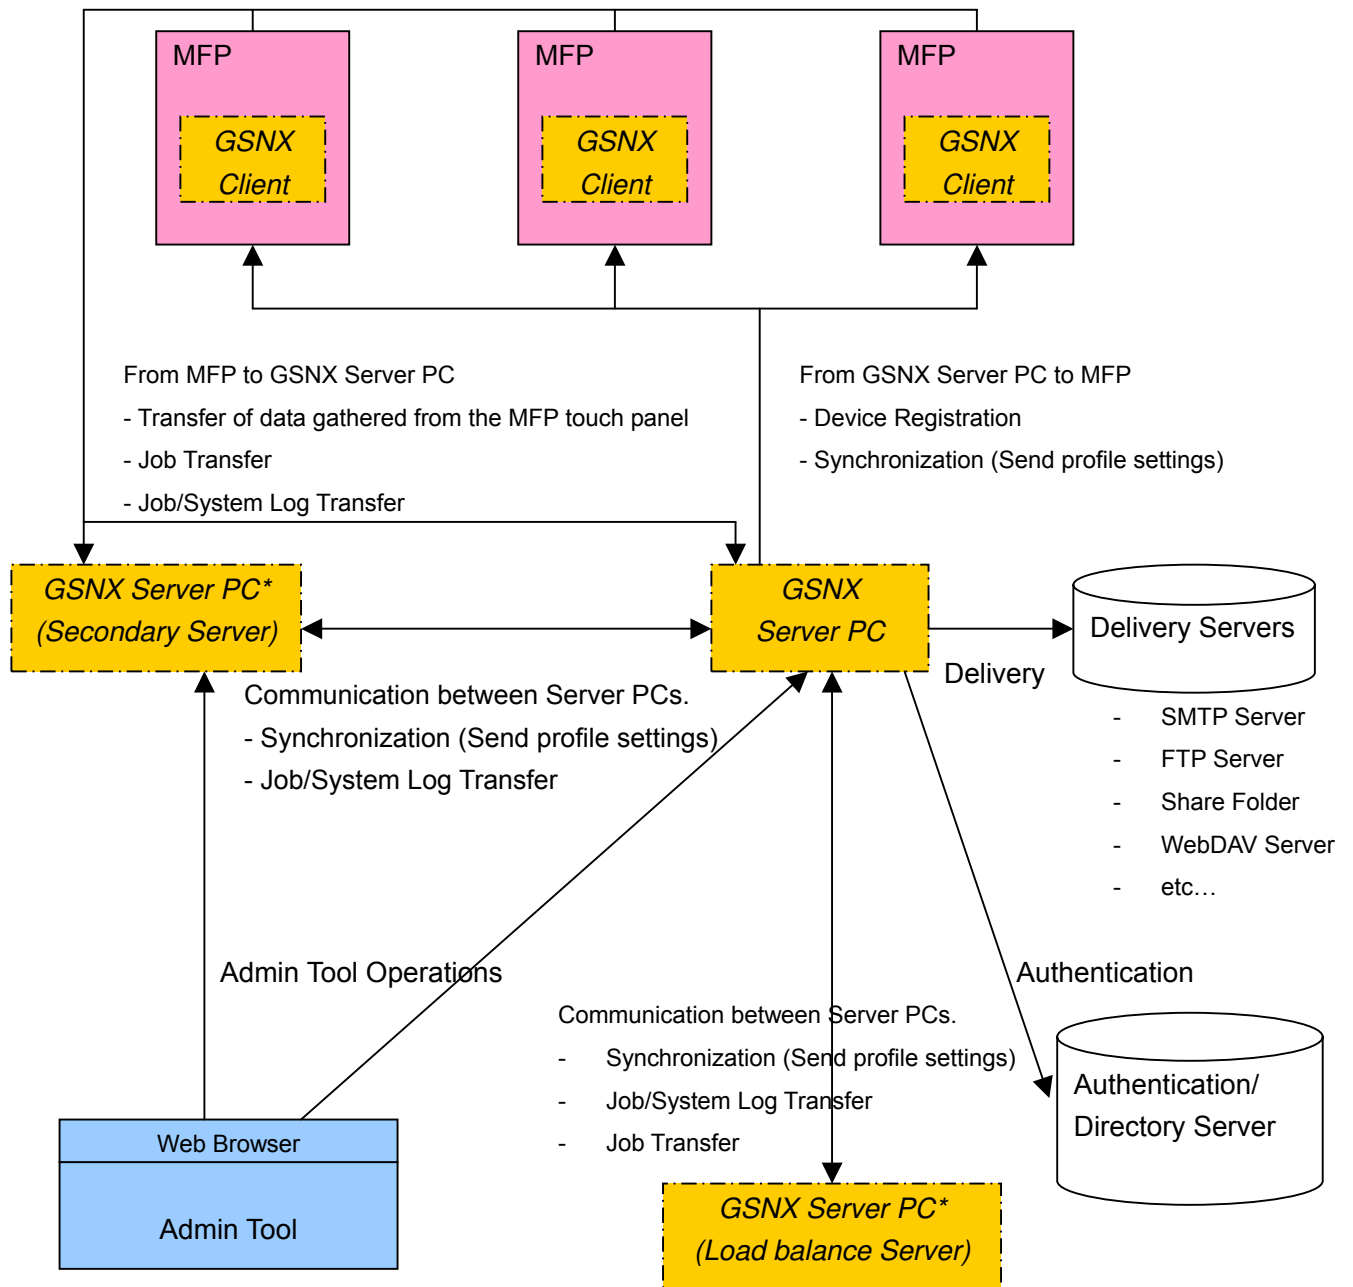 MFP
GSNX
Client
MFP
GSNX
Client
MFP
GSNX
Client
From MFP to GSNX Server PC
- Transfer of data gathered from the MFP touch panel
- Job Transfer
- Job/System Log Transfer
From GSNX Server PC to MFP
- Device Registration
- Synchronization (Send profile settings)
GSNX Server PC*
(Secondary Server)
GSNX
Server PC
Delivery Servers
Delivery
- SMTP Server
- FTP Server
- Share Folder
- WebDAV Server
- etc…
Communication between Server PCs.
- Synchronization (Send profile settings)
- Job/System Log Transfer
Admin Tool Operations
Authentication
Communication between Server PCs.
- Synchronization (Send profile settings)
- Job/System Log Transfer
- Job Transfer
Authentication/
Directory Server
Web Browser
Admin Tool
GSNX Server PC*
(Load balance Server)